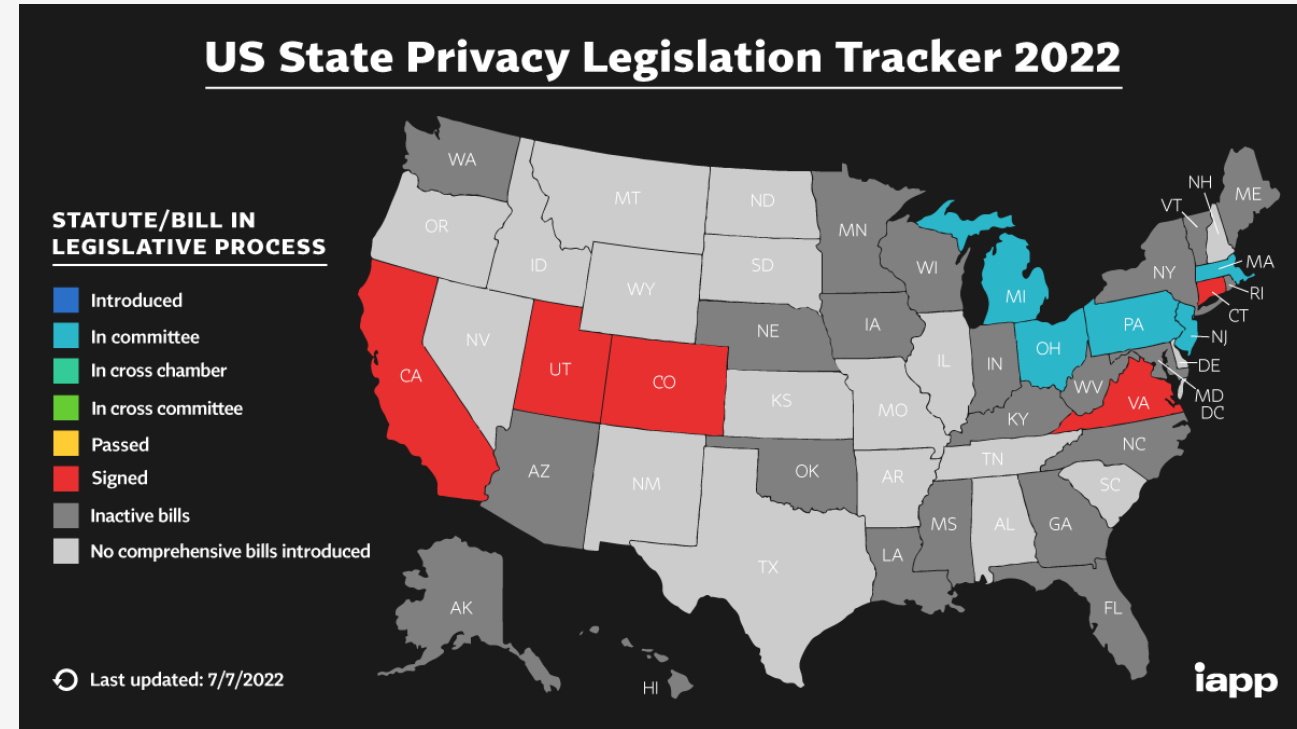 US State Privacy Legislation Tracker 2022
STATUTE/BILL IN
LEGISLATIVE PROCESS
Introduced
In committee
In cross chamber
In cross committee
Passed
Signed
Inactive bills
No comprehensive bills introduced
Last updated: 7/7/2022
WA
OR
MT
ID
WY
ND
SD
MN
WI
MI
NE
IA
NV
UT
CO
CA
KS
MO
IL
IN
OH
PA
NY
VT
NH
ME
MA
RI
CT
NJ
DE
MD
DC
WV
VA
KY
NC
TN
SC
AZ
NM
OK
AR
TX
LA
MS
AL
GA
FL
AK
HI
iapp